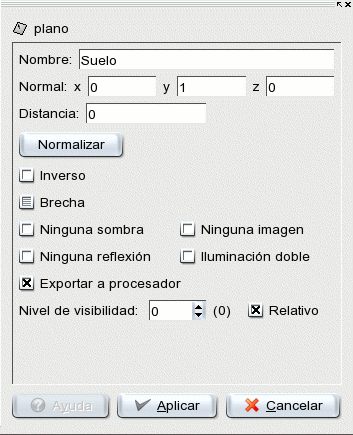 plano
Nombre: Suelo
Normal: x 0 y 1 z 0
Distancia: 0
Normalizar
Inverso
Brecha
Ninguna sombra Ninguna imagen
Ninguna reflexión Iluminación doble
Exportar a procesador
Nivel de visibilidad: 0 (0) Relativo
Ayuda Aplicar Cancelar